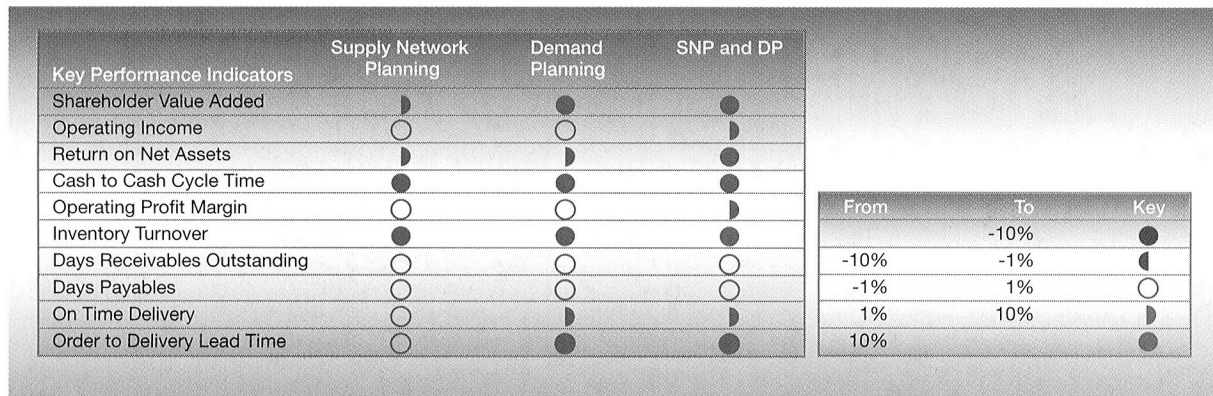 Key Performance Indicators Supply Network Planning Demand Planning SNP and DP
Shareholder Value Added
Operating Income
Return on Net Assets
Cash to Cash Cycle Time
Operating Profit Margin
Inventory Turnover
Days Receivables Outstanding
Days Payables
On Time Delivery
Order to Delivery Lead Time
From To Key
-10%
-10% -1%
-1% 1%
1% 10%
10%